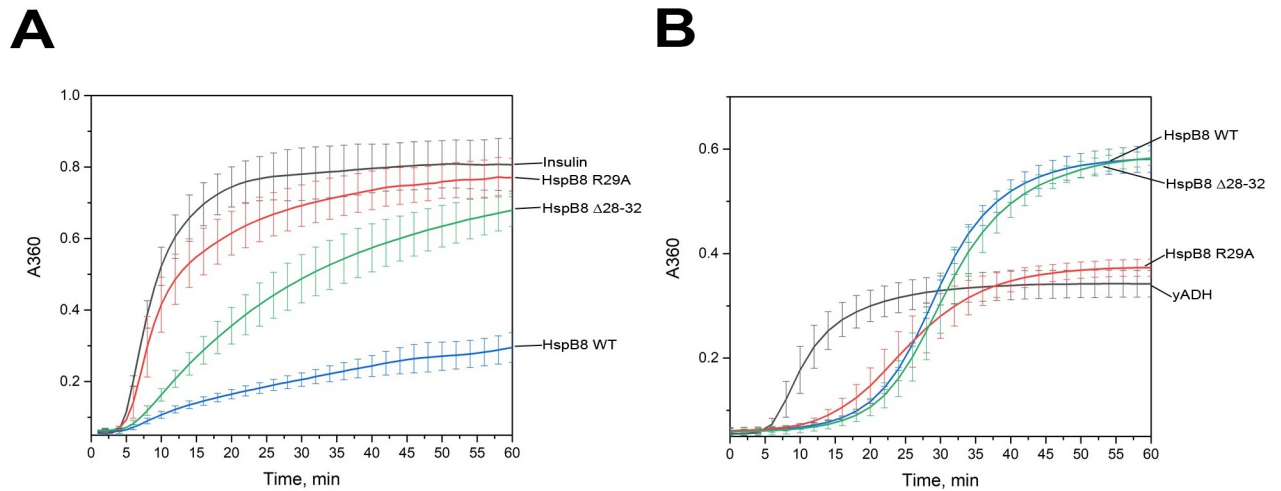 A
1.0
0.8
0.6
0.4
0.2
A360
0 5 10 15 20 25 30 35 40 45 50 55 60
Time, min
Insulin
HspB8 R29A
HspB8 Δ28-32
HspB8 WT
B
0.6
0.4
0.2
A360
0 5 10 15 20 25 30 35 40 45 50 55 60
Time, min
HspB8 WT
HspB8 Δ28-32
HspB8 R29A
yADH